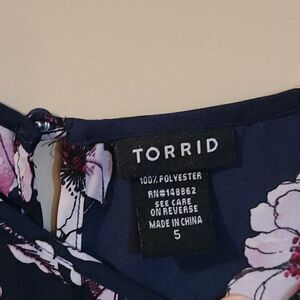 TORRID
100% POLYESTER
RN#148862
SEE CARE
ON REVERSE
MADE IN CHINA
5